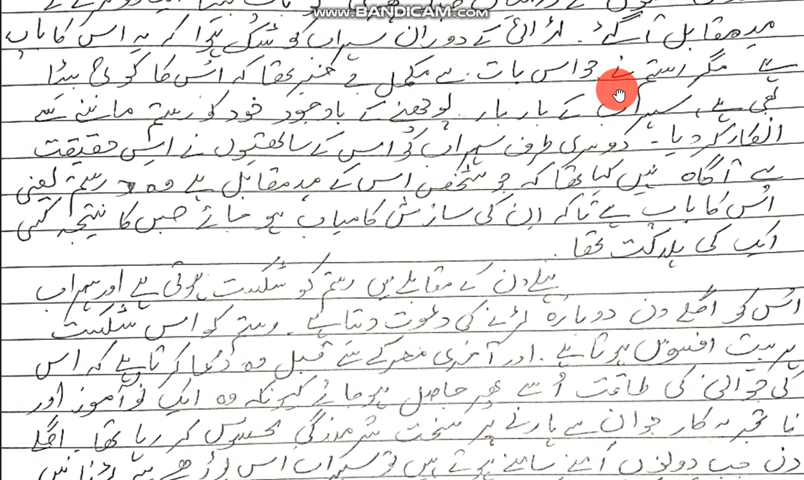 www.BANDICAM.com
مدمقابل آ گئے۔ لڑائی کے دوران سہراب کو شک ہوا کہ یہ اس کا باپ
ہے مگر رستم نے جو اس بات سے مکمل بے خبر تھا کہ اُس کا کوئی بیٹا
بھی ہے، سہراب کے بار بار پوچھنے کے باوجود خود کو رستم ماننے سے
انکار کر دیا۔ دوسری طرف سہراب کو اس کے ساتھیوں نے اس حقیقت
سے آگاہ نہیں کیا تھا کہ جو شخص اس کے مدمقابل ہے وہ رستم یعنی
اُس کا باپ ہے تاکہ ان کی سازش کامیاب ہو جائے جس کا نتیجہ کسی
ایک کی ہلاکت تھا
پہلے دن کے مقابلے میں رستم کو شکست ہوتی ہے اور سہراب
اُس کو اگلے دن دوبارہ لڑنے کی دعوت دیتا ہے۔ رستم کو اس شکست
پر بہت افسوس ہوتا ہے۔ اور آخری معرکے سے قبل وہ دُعا کرتا ہے کہ اس
کی جوانی کی طاقت اُسے پھر حاصل ہو جائے کیونکہ وہ ایک نوآموز اور
نا تجربہ کار جوان سے ہارنے پر سخت شرمندگی محسوس کر رہا تھا۔ اگلے
دن جب دونوں آمنے سامنے ہوتے ہیں تو سہراب اس بوڑھے سے